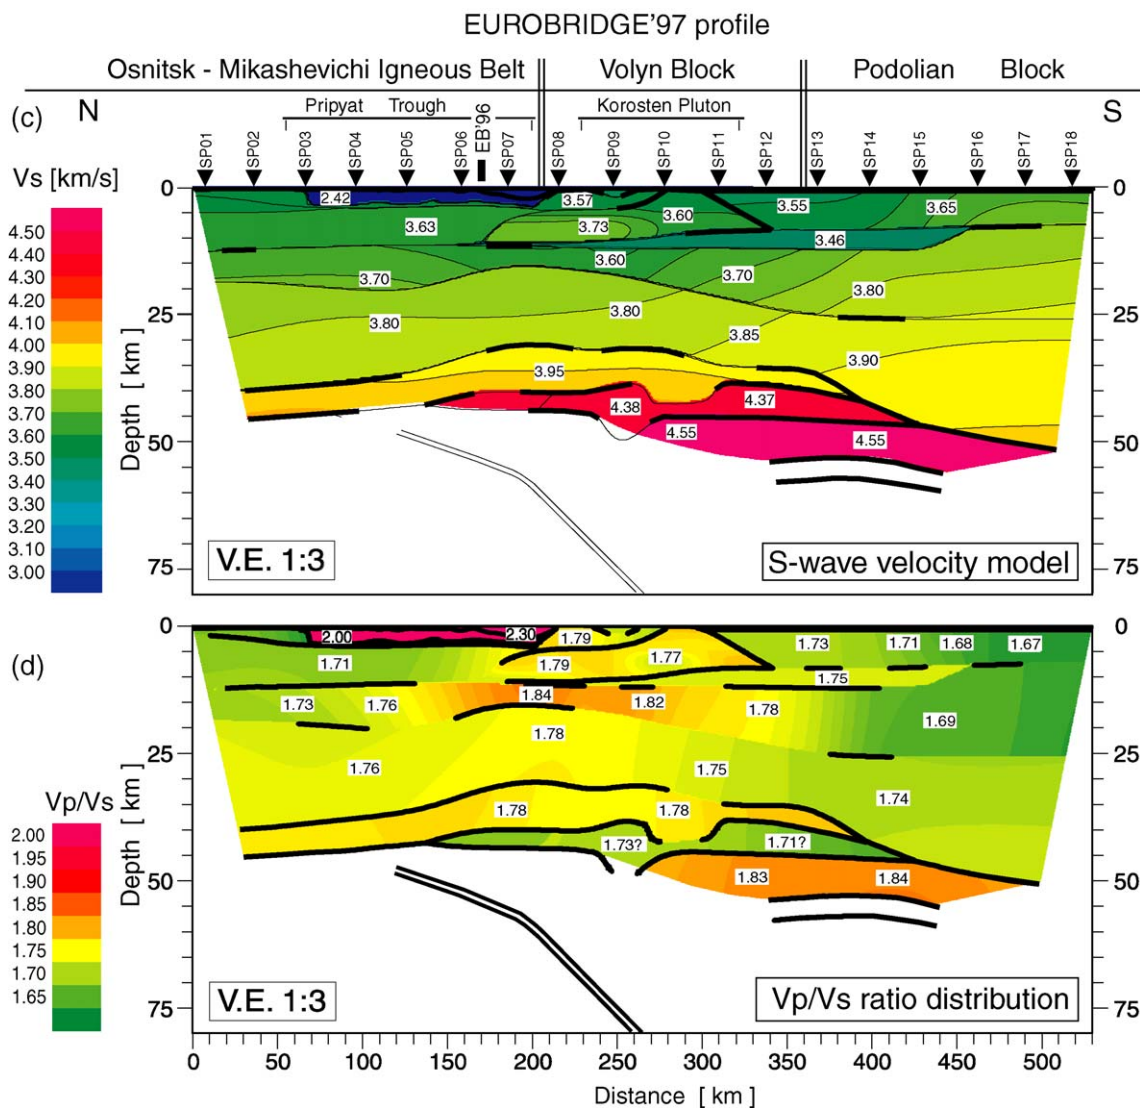 EUROBRIDGE'97 profile
Osnitsk - Mikashevichi Igneous Belt Volyn Block Podolian Block
(c) N S
Pripyat Trough EB'96 Korosten Pluton
SP01 SP02 SP03 SP04 SP05 SP06 SP07 SP08 SP09 SP10 SP11 SP12 SP13 SP14 SP15 SP16 SP17 SP18
Vs [km/s]
4.50
4.40
4.30
4.20
4.10
4.00
3.90
3.80
3.70
3.60
3.50
3.40
3.30
3.20
3.10
3.00
Depth [ km ]
0 0
25 25
50 50
75 75
2.42 3.57 3.60 3.55 3.65
3.63 3.73 3.46
3.70 3.60 3.70 3.80
3.80 3.80 3.85
3.90
3.95
4.38 4.37
4.55 4.55
V.E. 1:3 S-wave velocity model
(d)
Vp/Vs
2.00
1.95
1.90
1.85
1.80
1.75
1.70
1.65
Depth [ km ]
0 0
25 25
50 50
75 75
2.00 2.30 1.79 1.73 1.71 1.68 1.67
1.71 1.79 1.77 1.75
1.73 1.76 1.84 1.82 1.78 1.69
1.78
1.76 1.75 1.74
1.78 1.78
1.73? 1.71?
1.83 1.84
V.E. 1:3 Vp/Vs ratio distribution
0 50 100 150 200 250 300 350 400 450 500
Distance [ km ]